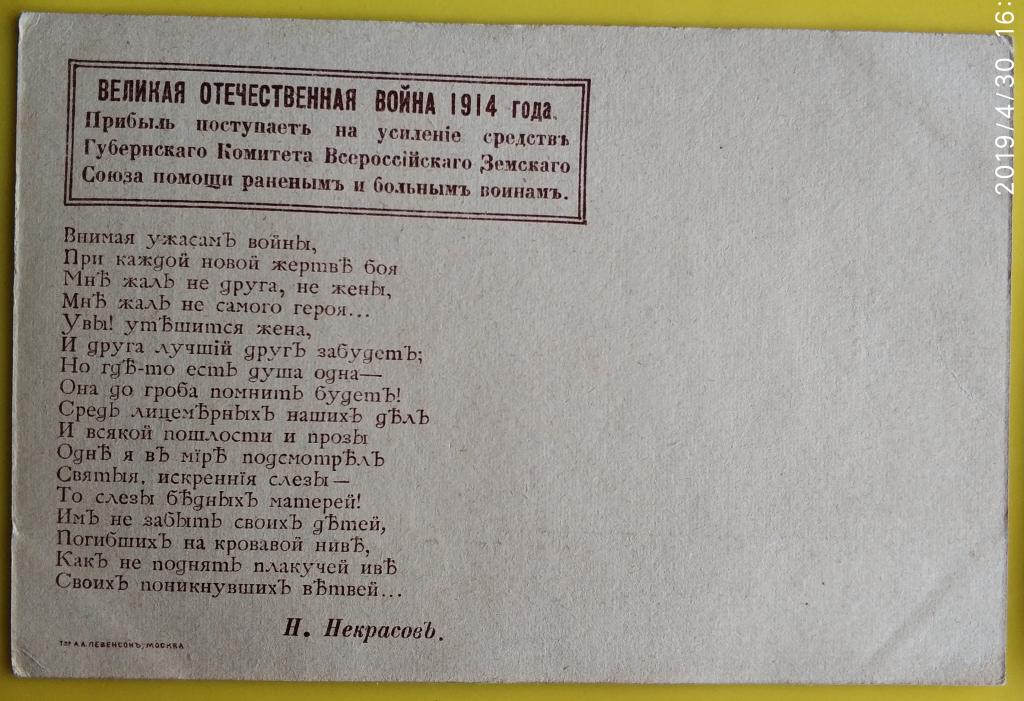 ВЕЛИКАЯ ОТЕЧЕСТВЕННАЯ ВОЙНА 1914 года.
Прибыль поступаетъ на усиленіе средствъ
Губернскаго Комитета Всероссійскаго Земскаго
Союза помощи раненымъ и больнымъ воинамъ.
Внимая ужасамъ войны,
При каждой новой жертвѣ боя
Мнѣ жаль не друга, не жены,
Мнѣ жаль не самого героя...
Увы! утѣшится жена,
И друга лучшій другъ забудетъ;
Но гдѣ-то есть душа одна—
Она до гроба помнить будетъ!
Средь лицемѣрныхъ нашихъ дѣлъ
И всякой пошлости и прозы
Однѣ я въ мірѣ подсмотрѣлъ
Святыя, искреннія слезы—
То слезы бѣдныхъ матерей!
Имъ не забыть своихъ дѣтей,
Погибшихъ на кровавой нивѣ,
Какъ не поднять плакучей ивѣ
Своихъ поникнувшихъ вѣтвей...
Н. Некрасовъ.
ТПР А.А. ЛЕВЕНСОНЪ, МОСКВА
2019/4/30 16: